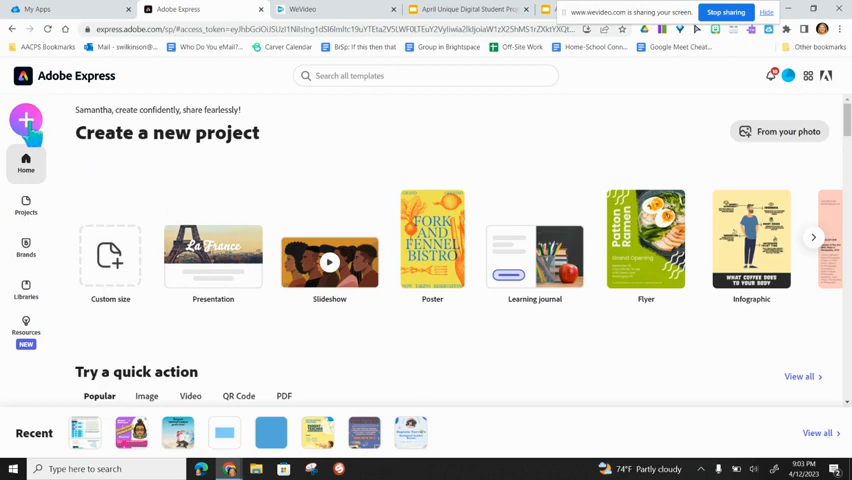 My Apps
Adobe Express
WeVideo
April Unique Digital Student Pro
www.wevideo.com is sharing your screen.
Stop sharing
Hide
AACPS Bookmarks
Mail - swilkinson@...
Who Do You eMail?...
Carver Calendar
BrSp: If this then that
Group in Brightspace
Off-Site Work
Home-School Conn...
Google Meet Cheat...
Other bookmarks
Adobe Express
Search all templates
Samantha, create confidently, share fearlessly!
Create a new project
From your photo
Home
Projects
Brands
Libraries
Resources
NEW
La France
FORK
AND
FENNEL
BISTRO
Patton
Ramen
Grand Opening
WHAT COFFEE DOES
TO YOUR BODY
Custom size
Presentation
Slideshow
Poster
Learning journal
Flyer
Infographic
Try a quick action
View all
Popular
Image
Video
QR Code
PDF
Recent
View all
Type here to search
74°F Partly cloudy
9:03 PM
4/12/2023